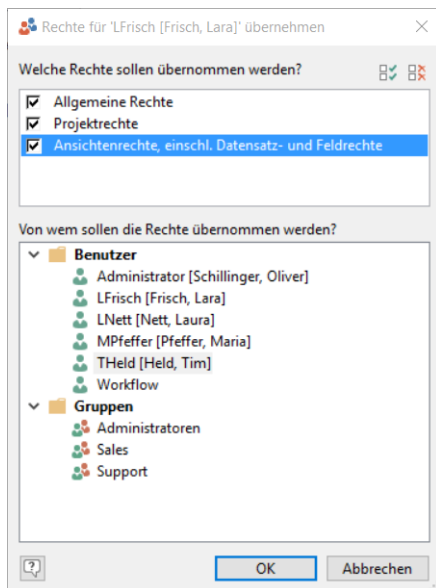 Rechte für 'LFrisch [Frisch, Lara]' übernehmen
Welche Rechte sollen übernommen werden?
Allgemeine Rechte
Projektrechte
Ansichtenrechte, einschl. Datensatz- und Feldrechte
Von wem sollen die Rechte übernommen werden?
Benutzer
Administrator [Schillinger, Oliver]
LFrisch [Frisch, Lara]
LNett [Nett, Laura]
MPfeffer [Pfeffer, Maria]
THeld [Held, Tim]
Workflow
Gruppen
Administratoren
Sales
Support
? OK Abbrechen